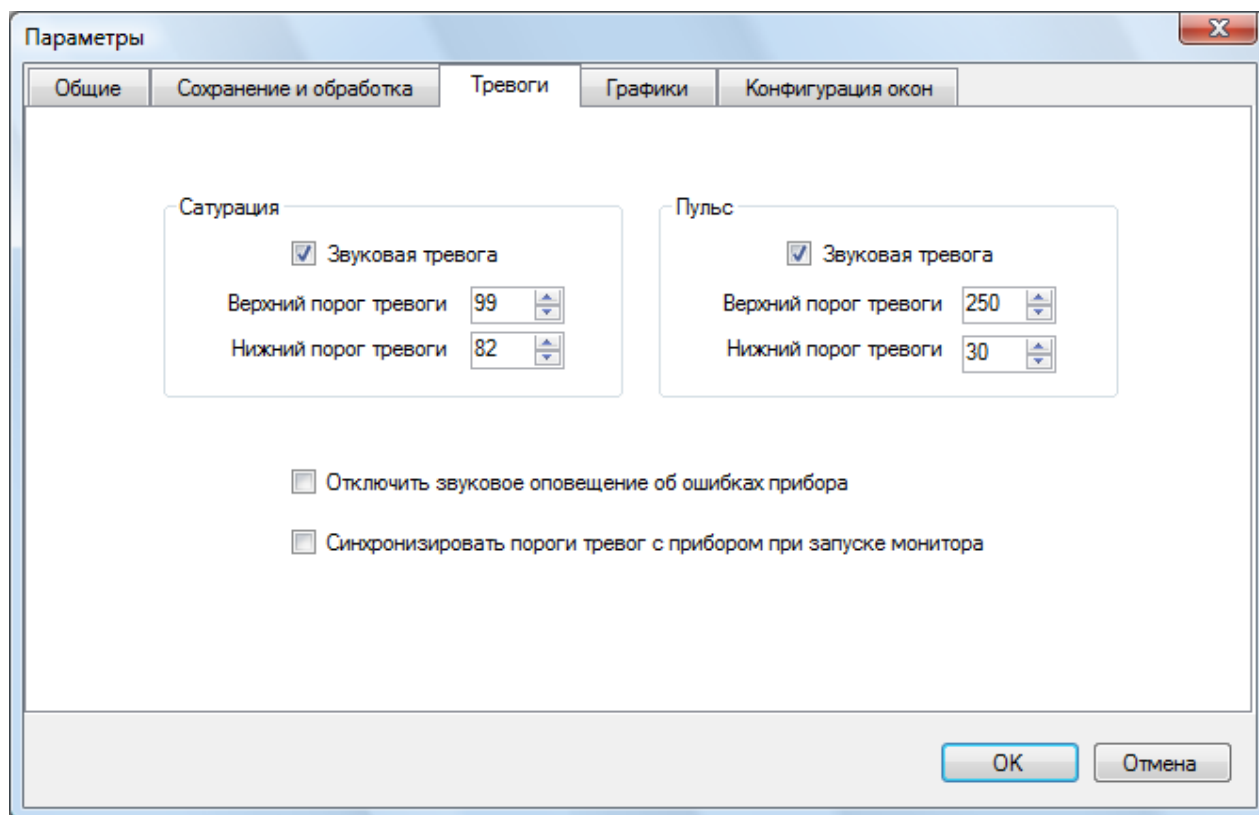 Параметры
Общие Сохранение и обработка Тревоги Графики Конфигурация окон
Сатурация
Звуковая тревога
Верхний порог тревоги 99
Нижний порог тревоги 82
Пульс
Звуковая тревога
Верхний порог тревоги 250
Нижний порог тревоги 30
Отключить звуковое оповещение об ошибках прибора
Синхронизировать пороги тревог с прибором при запуске монитора
OK Отмена